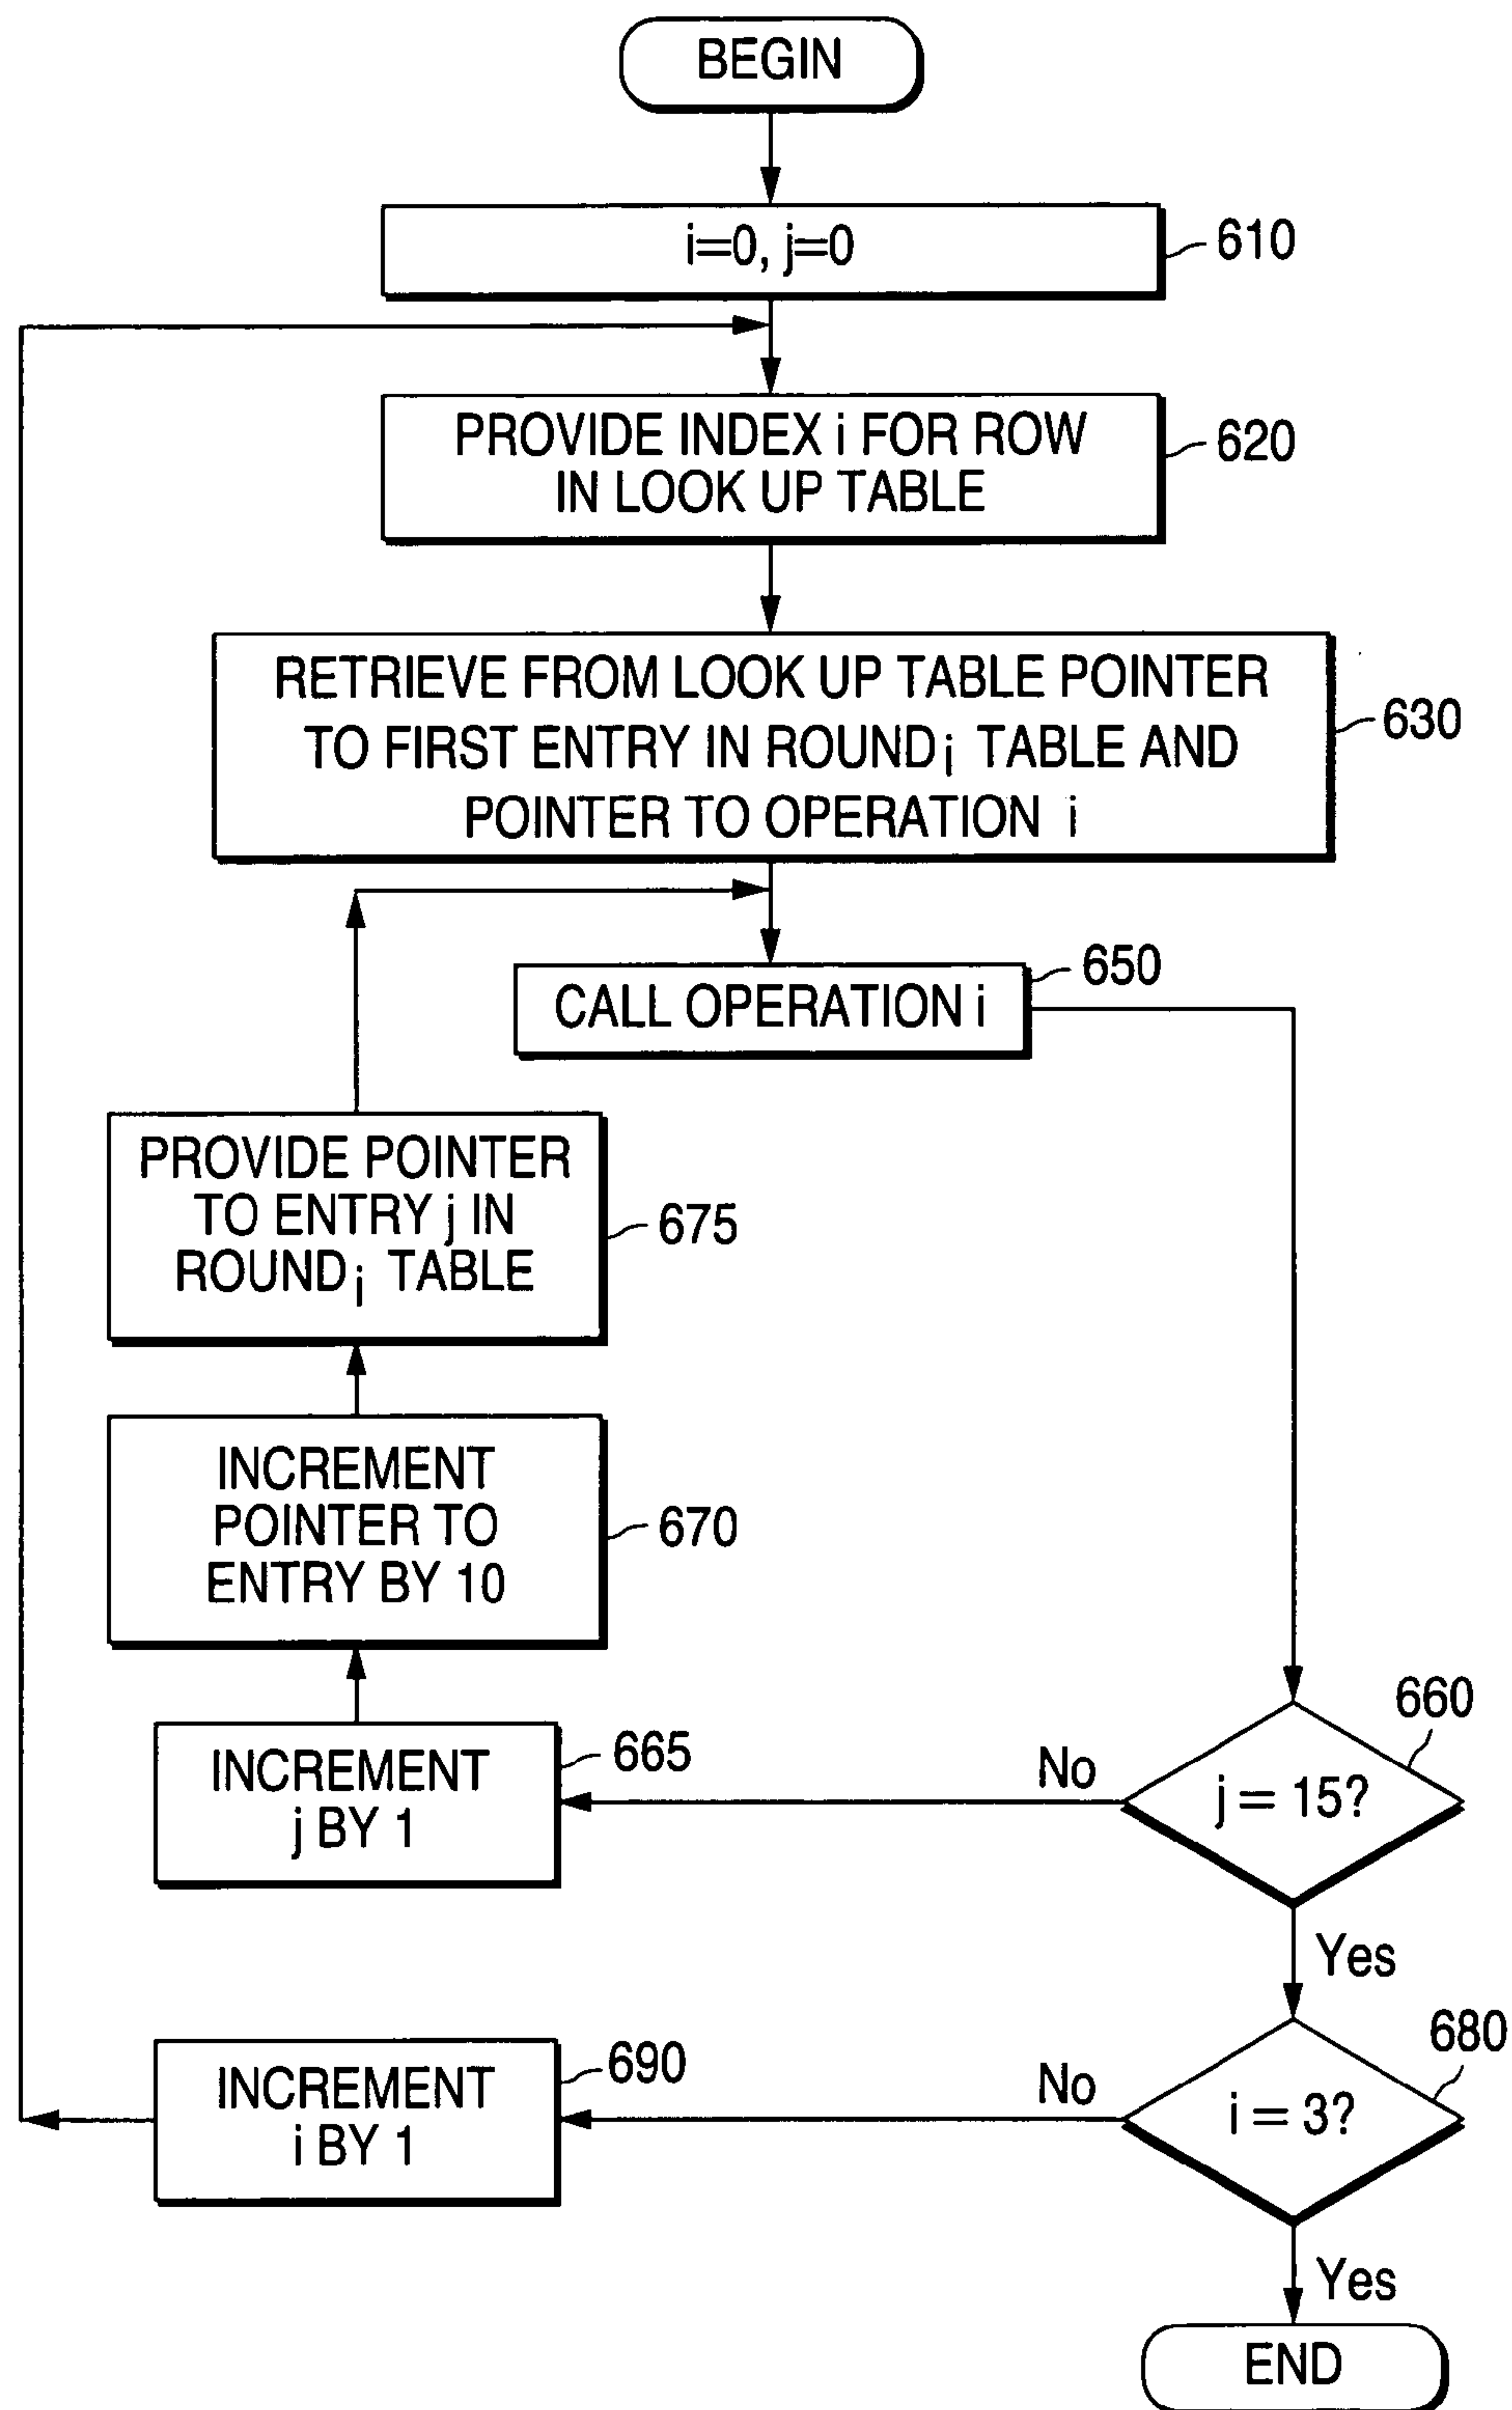 BEGIN
i=0, j=0
610
PROVIDE INDEX i FOR ROW
IN LOOK UP TABLE
620
RETRIEVE FROM LOOK UP TABLE POINTER
TO FIRST ENTRY IN ROUND i TABLE AND
POINTER TO OPERATION i
630
CALL OPERATION i
650
PROVIDE POINTER
TO ENTRY j IN
ROUND i TABLE
675
INCREMENT
POINTER TO
ENTRY BY 10
670
INCREMENT
j BY 1
665
No
j = 15?
660
Yes
INCREMENT
i BY 1
690
No
i = 3?
680
Yes
END